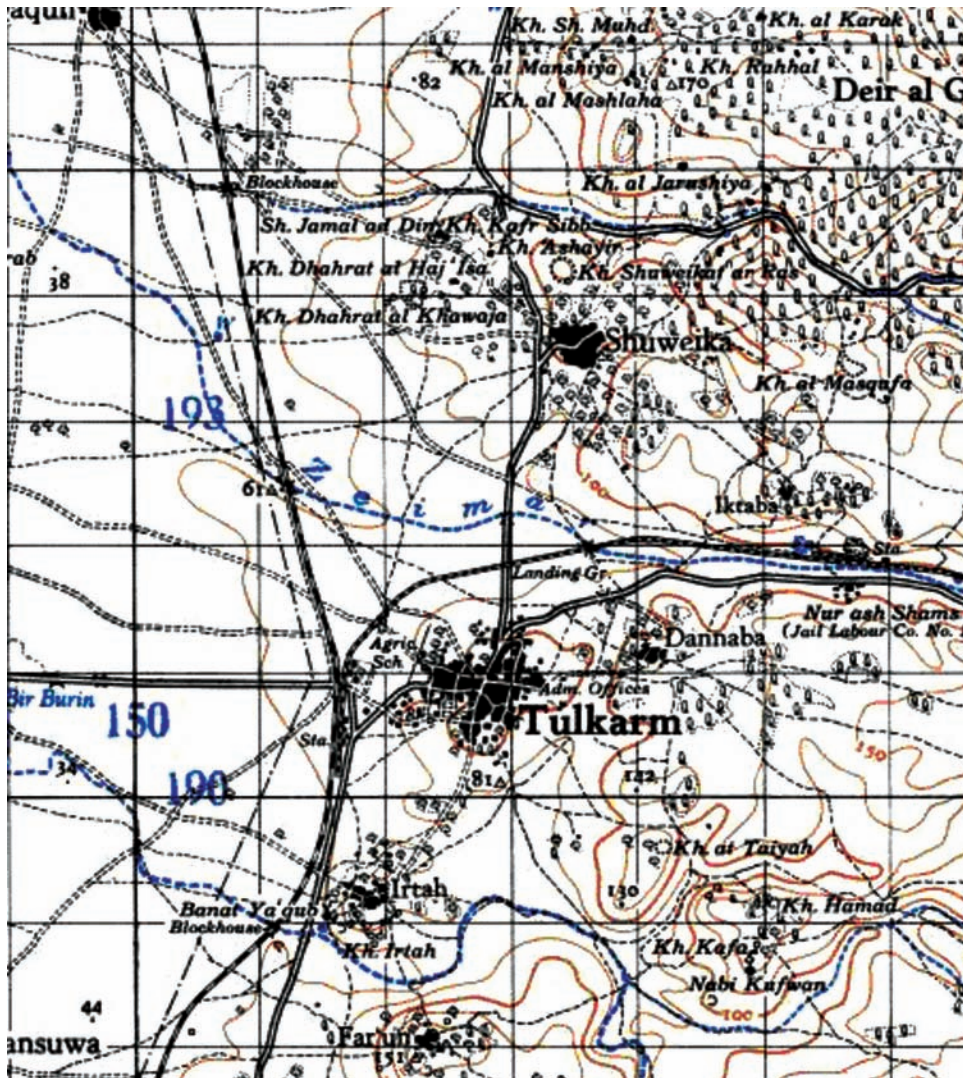 aqun
Kh. Sh. Muhd.
Kh. al Karak
Kh. al Manshiya
Kh. Rahhal
82
170
Kh. al Mashlaha
Deir al G
Blockhouse
Kh. al Jarushiya
Sh. Jamal ad Din
Kh. Kafr Sibb
Kh. 'Ashayir
rab
38
Kh. Dhahrat al Haj 'Isa
Kh. Shuweikat ar Ras
Kh. Dhahrat al Khawaja
Shuweika
Kh. al Masqufa
193
Zeimar
100
61
Iktaba
Sta
Landing Gr.
Nur ash Shams
(Jail Labour Co. No.
Agric.
Sch
Dannaba
Adm. Offices
Bir Burin
150
Tulkarm
Sta.
150
34
190
81
142
Kh. at Taiyah
130
Irtah
Banat Ya'qub
Kh. Hamad
Blockhouse
Kh. Irtah
Kh. Kafa
Nabi Kufwan
44
100
ansuwa
Far'un
151